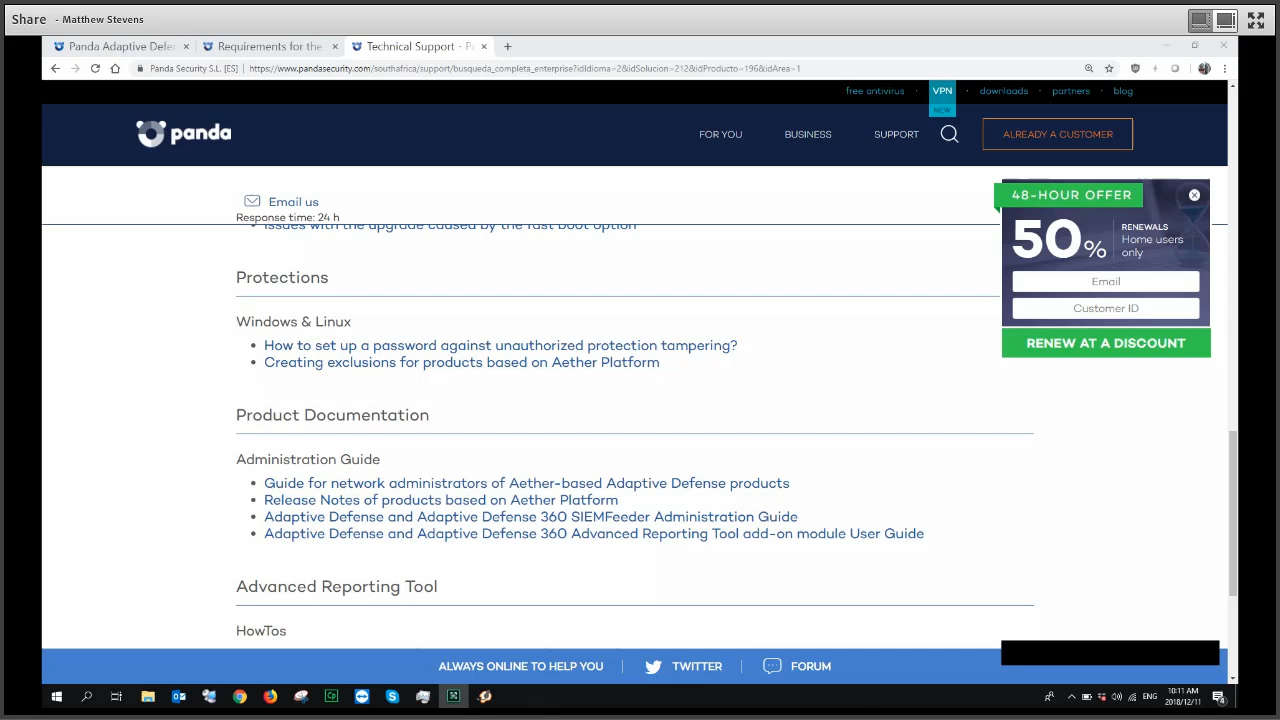 Share - Matthew Stevens
Panda Adaptive Defe
Requirements for the
Technical Support - P
Panda Security S.L. [ES] https://www.pandasecurity.com/southafrica/support/busqueda_completa_enterprise?idIdioma=2&idSolucion=212&idProducto=196&idArea=1
free antivirus · VPN · downloads · partners · blog
NEW
panda
FOR YOU
BUSINESS
SUPPORT
ALREADY A CUSTOMER
Email us
Response time: 24 h
Issues with the upgrade caused by the fast boot option
48-HOUR OFFER
50%
RENEWALS
Home users
only
Email
Customer ID
RENEW AT A DISCOUNT
Protections
Windows & Linux
• How to set up a password against unauthorized protection tampering?
• Creating exclusions for products based on Aether Platform
Product Documentation
Administration Guide
• Guide for network administrators of Aether-based Adaptive Defense products
• Release Notes of products based on Aether Platform
• Adaptive Defense and Adaptive Defense 360 SIEMFeeder Administration Guide
• Adaptive Defense and Adaptive Defense 360 Advanced Reporting Tool add-on module User Guide
Advanced Reporting Tool
HowTos
ALWAYS ONLINE TO HELP YOU
TWITTER
FORUM
ENG
10:11 AM
2018/12/11
4